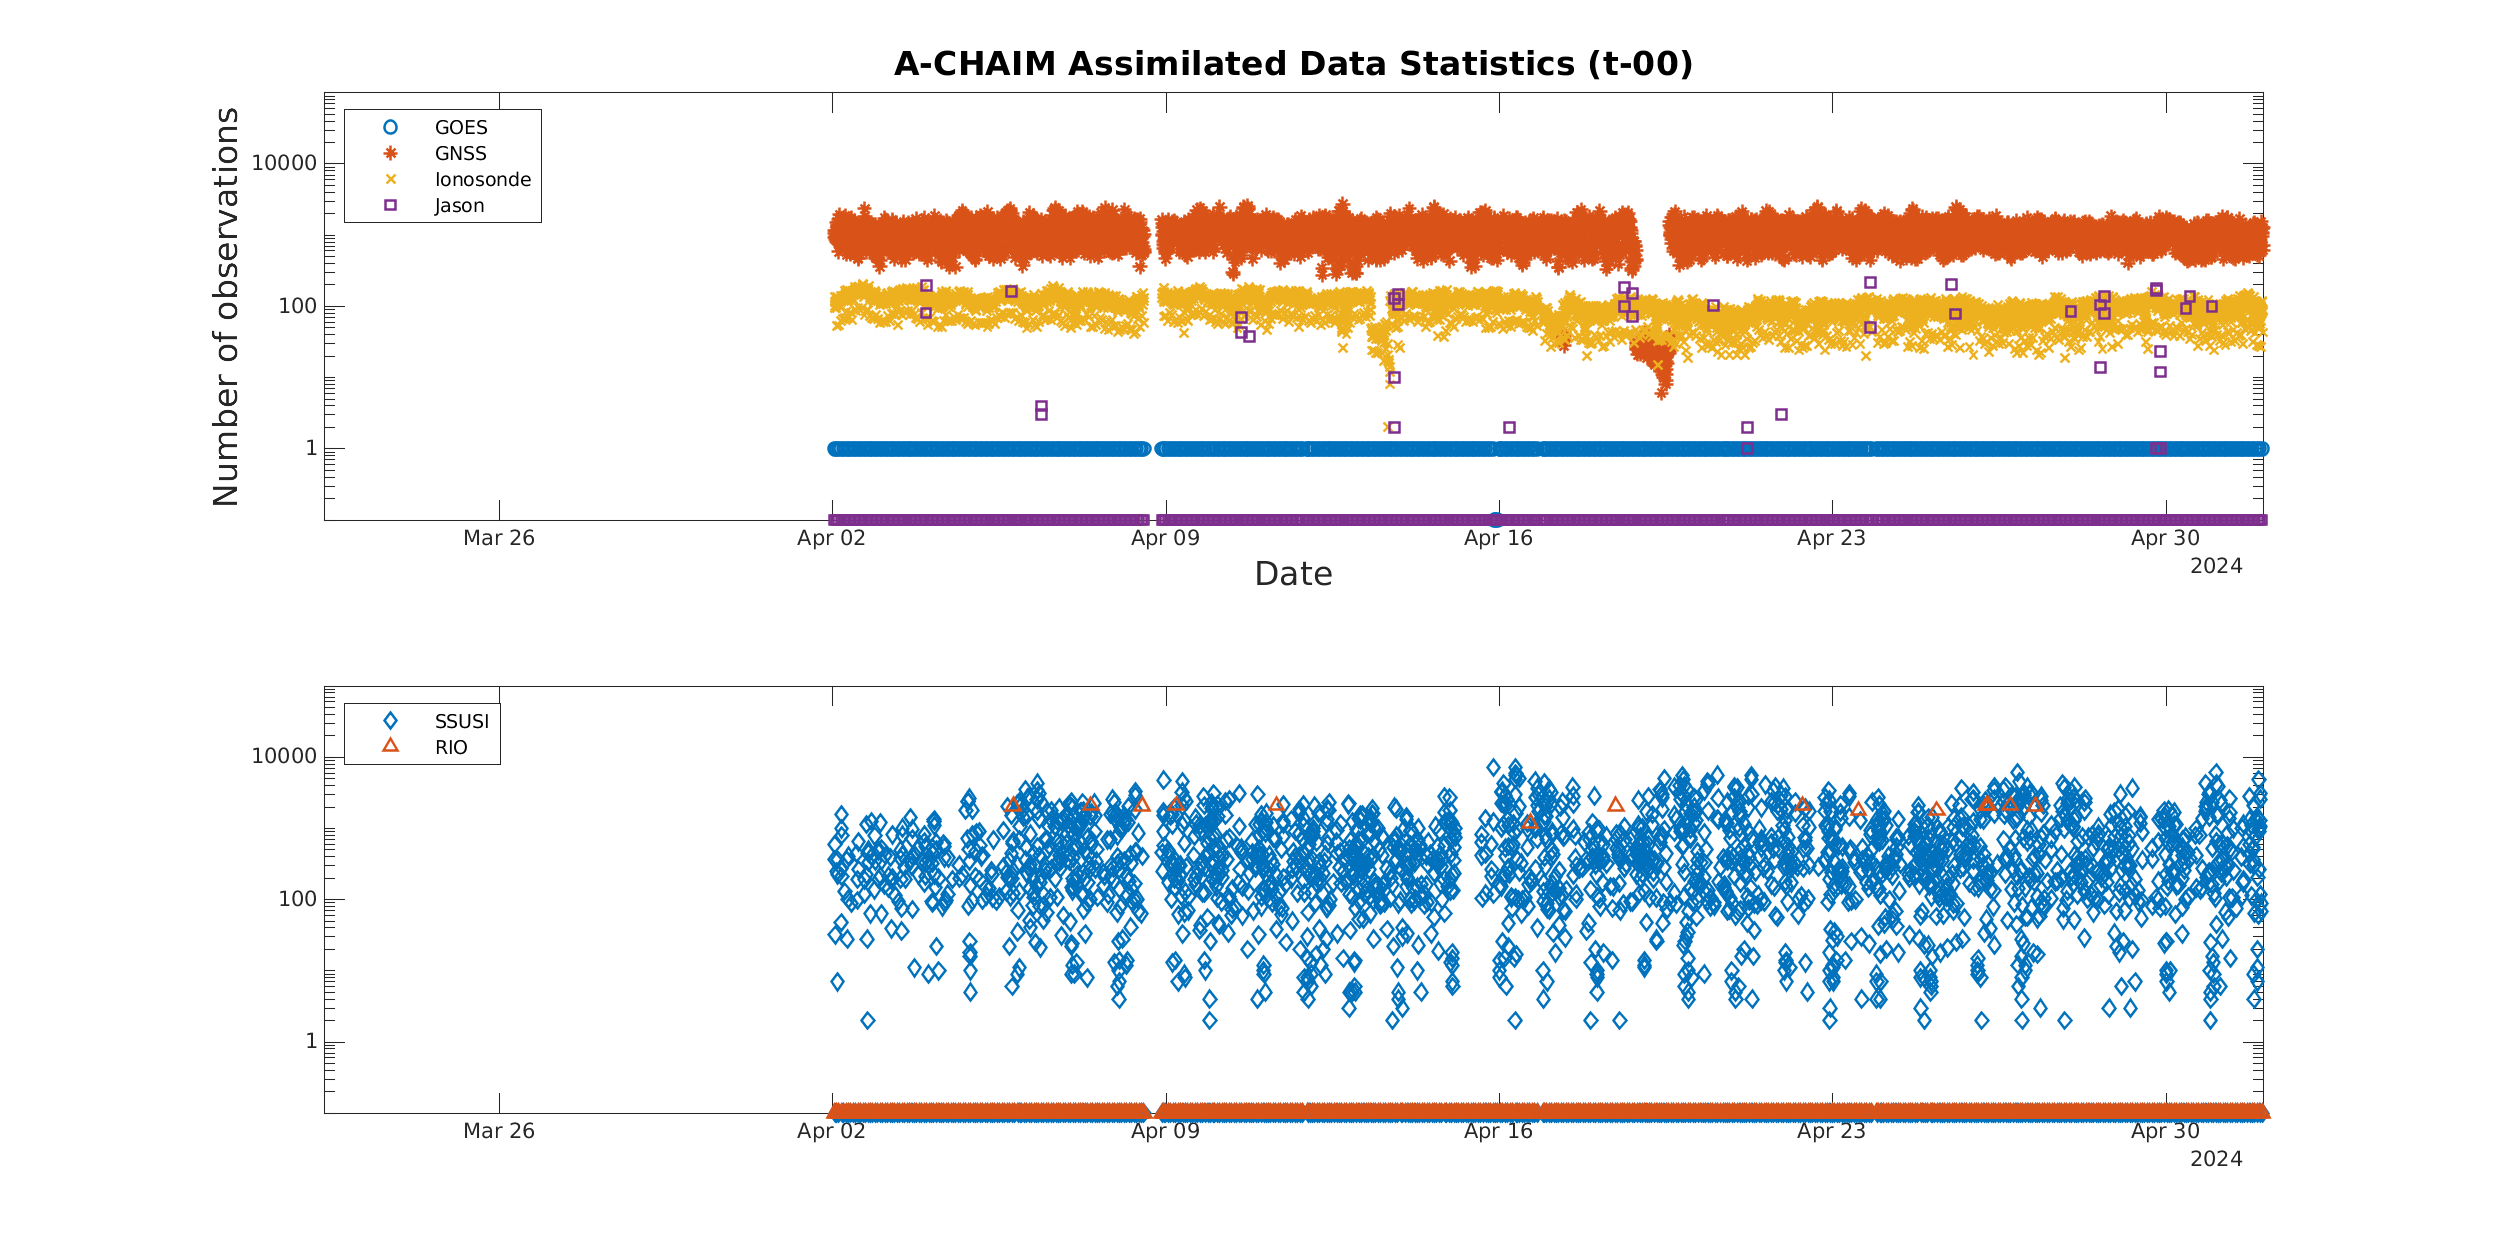 A-CHAIM Assimilated Data Statistics (t-00)
Number of observations
GOES
GNSS
Ionosonde
Jason
10000
100
1
Mar 26 Apr 02 Apr 09 Apr 16 Apr 23 Apr 30
2024
Date
SSUSI
RIO
10000
100
1
Mar 26 Apr 02 Apr 09 Apr 16 Apr 23 Apr 30
2024